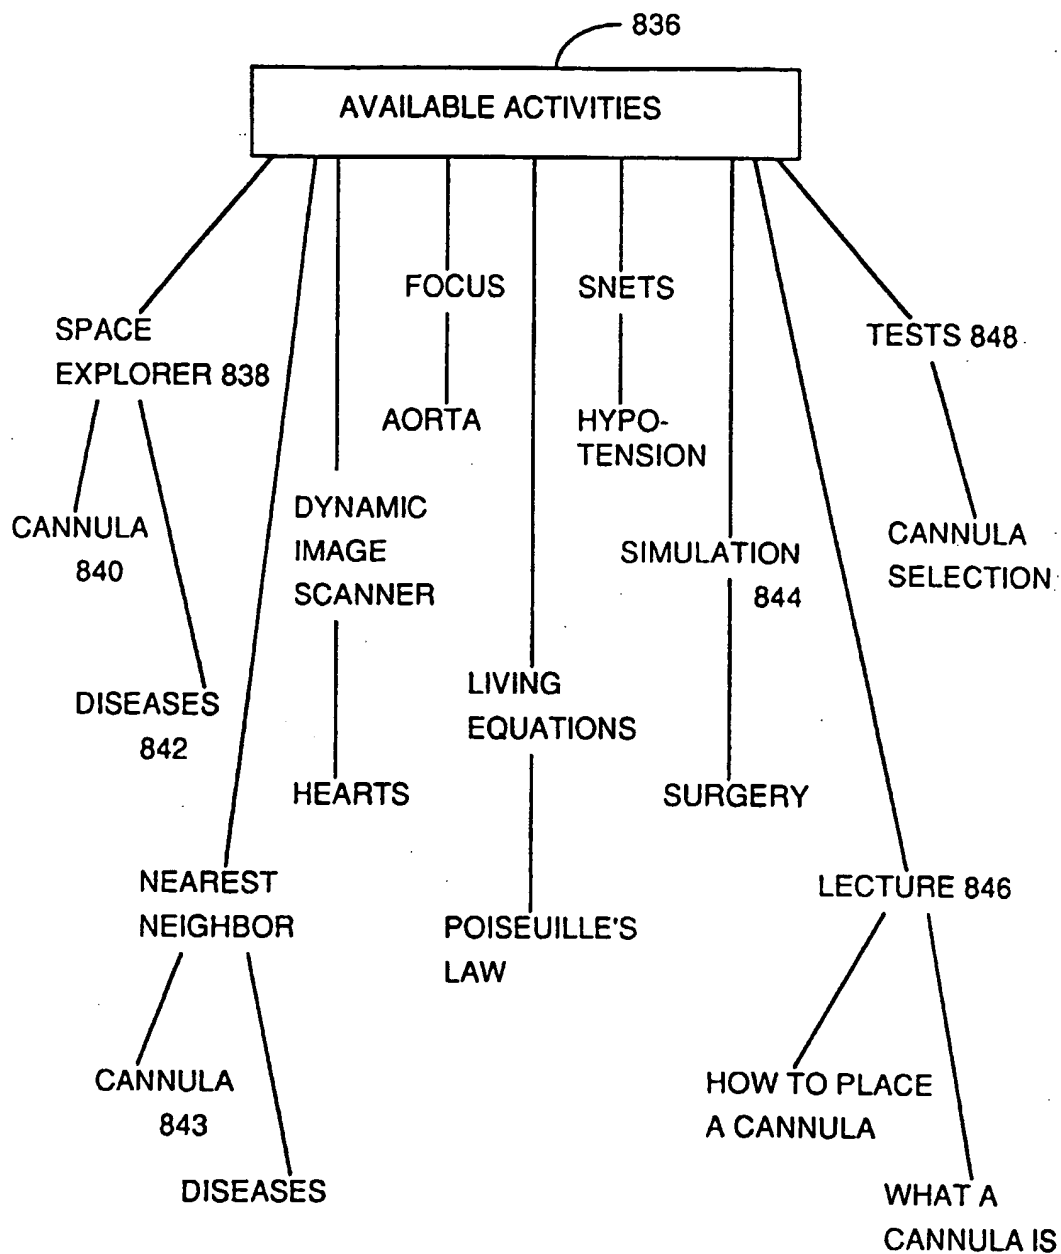 836
AVAILABLE ACTIVITIES
FOCUS
SNETS
SPACE
EXPLORER 838
TESTS 848
AORTA
HYPO-
TENSION
CANNULA
840
DYNAMIC
IMAGE
SCANNER
SIMULATION
844
CANNULA
SELECTION
DISEASES
842
LIVING
EQUATIONS
HEARTS
SURGERY
NEAREST
NEIGHBOR
LECTURE 846
POISEUILLE'S
LAW
CANNULA
843
HOW TO PLACE
A CANNULA
DISEASES
WHAT A
CANNULA IS